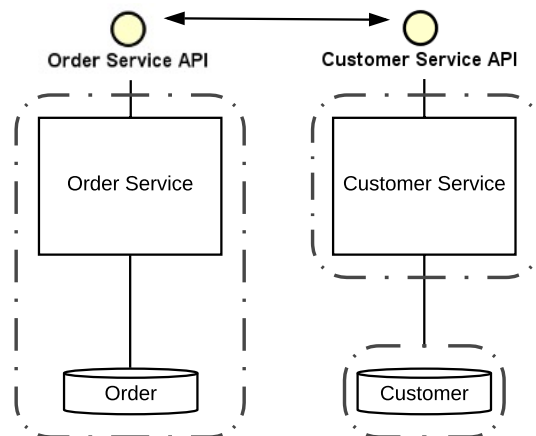 Order Service API
Customer Service API
Order Service
Customer Service
Order
Customer